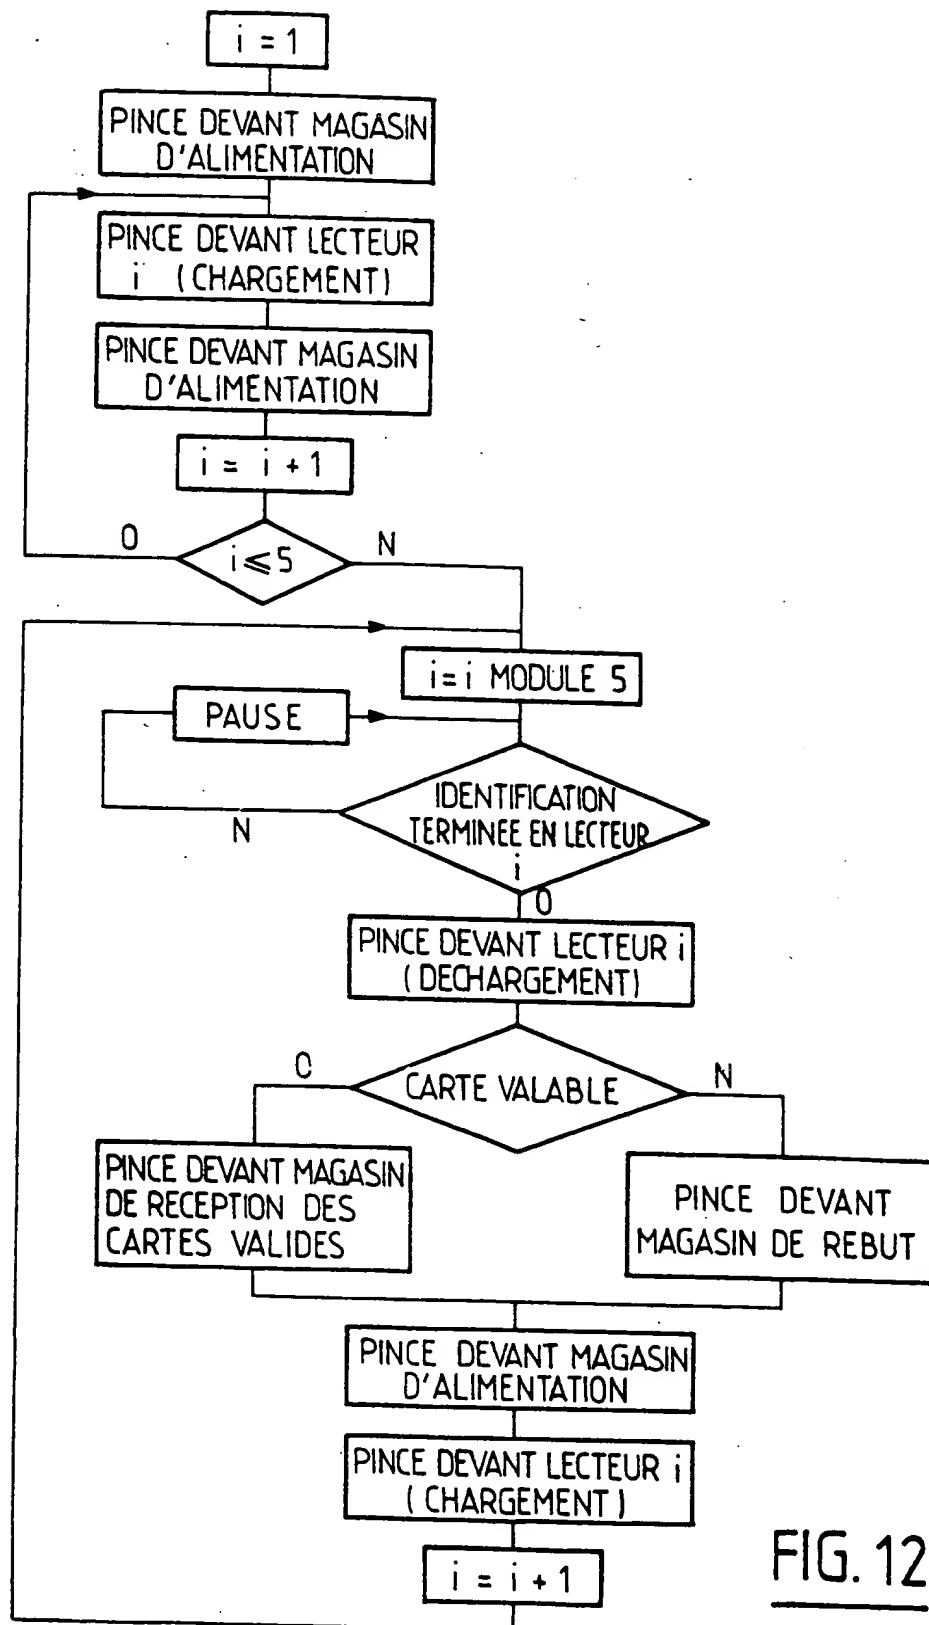 i = 1
PINCE DEVANT MAGASIN
D'ALIMENTATION
PINCE DEVANT LECTEUR
i (CHARGEMENT)
PINCE DEVANT MAGASIN
D'ALIMENTATION
i = i + 1
O
i ⩽ 5
N
i = i MODULE 5
PAUSE
IDENTIFICATION
TERMINEE EN LECTEUR
i
N
O
PINCE DEVANT LECTEUR i
( DECHARGEMENT)
O
CARTE VALABLE
N
PINCE DEVANT MAGASIN
DE RECEPTION DES
CARTES VALIDES
PINCE DEVANT
MAGASIN DE REBUT
PINCE DEVANT MAGASIN
D'ALIMENTATION
PINCE DEVANT LECTEUR i
( CHARGEMENT )
i = i + 1
FIG. 12